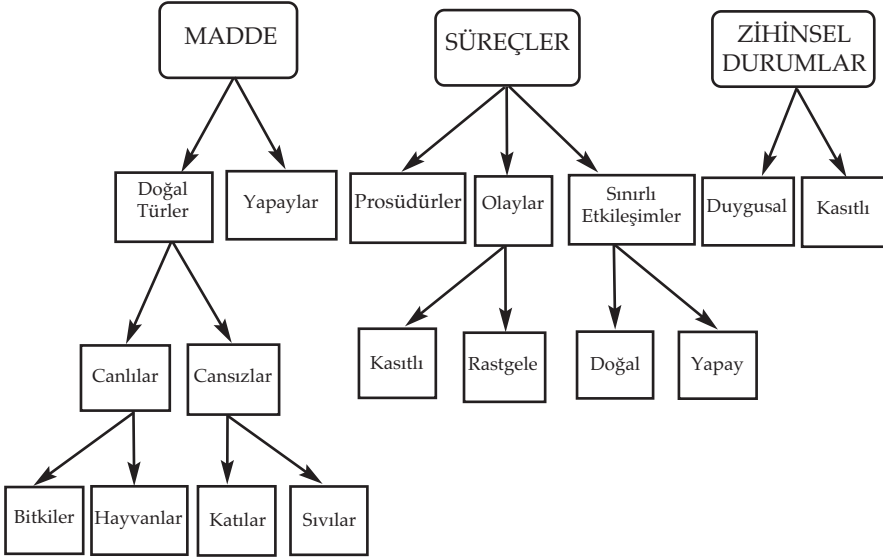 MADDE
SÜREÇLER
ZİHİNSEL
DURUMLAR
Doğal
Türler
Yapaylar
Prosüdürler
Olaylar
Sınırlı
Etkileşimler
Duygusal
Kasıtlı
Canlılar
Cansızlar
Kasıtlı
Rastgele
Doğal
Yapay
Bitkiler
Hayvanlar
Katılar
Sıvılar